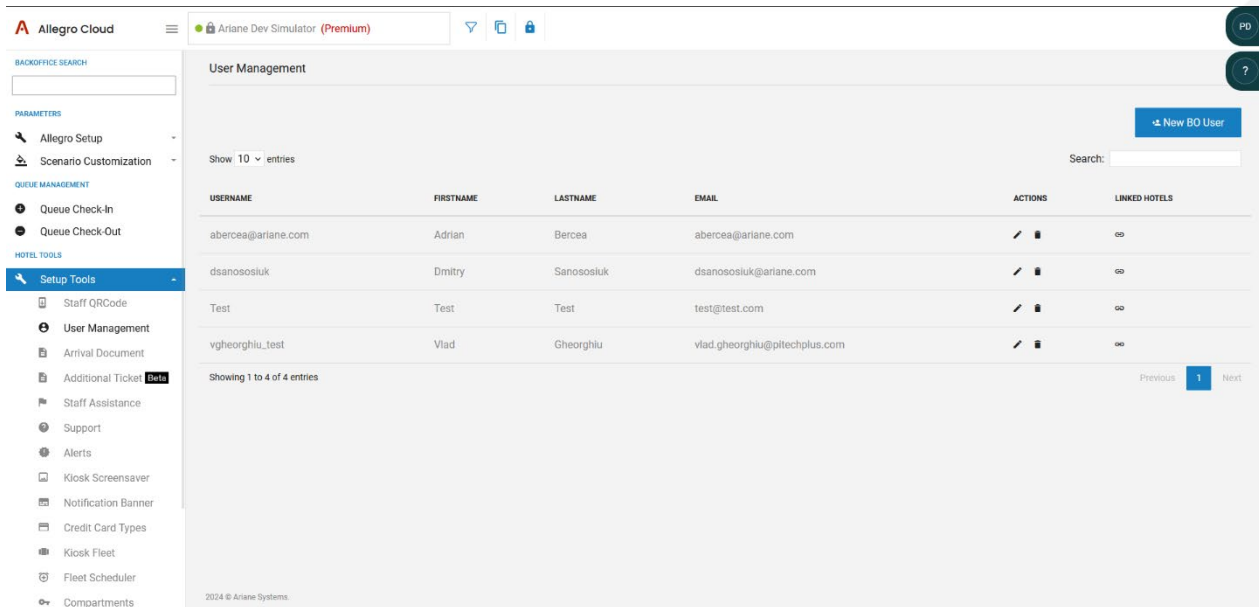 Allegro Cloud
Ariane Dev Simulator (Premium)
PD
?
BACKOFFICE SEARCH
PARAMETERS
Allegro Setup
Scenario Customization
QUEUE MANAGEMENT
Queue Check-In
Queue Check-Out
HOTEL TOOLS
Setup Tools
Staff QRCode
User Management
Arrival Document
Additional Ticket Beta
Staff Assistance
Support
Alerts
Kiosk Screensaver
Notification Banner
Credit Card Types
Kiosk Fleet
Fleet Scheduler
Compartments
User Management
New BO User
Show 10 entries
Search:
USERNAME FIRSTNAME LASTNAME EMAIL ACTIONS LINKED HOTELS
abercea@ariane.com Adrian Bercea abercea@ariane.com
dsanososiuk Dmitry Sanososiuk dsanososiuk@ariane.com
Test Test Test test@test.com
vgheorghiu_test Vlad Gheorghiu vlad.gheorghiu@pitechplus.com
Showing 1 to 4 of 4 entries
Previous 1 Next
2024 © Ariane Systems.